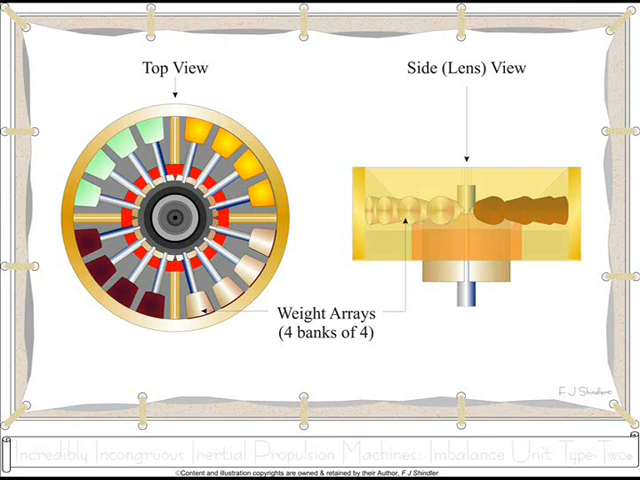 Top View
Side (Lens) View
Weight Arrays
(4 banks of 4)
F J Shindler
Incredibly Incongruous Inertial Propulsion Machines: Imbalance Unit Type-Two.
©Content and illustration copyrights are owned & retained by their Author, F J Shindler